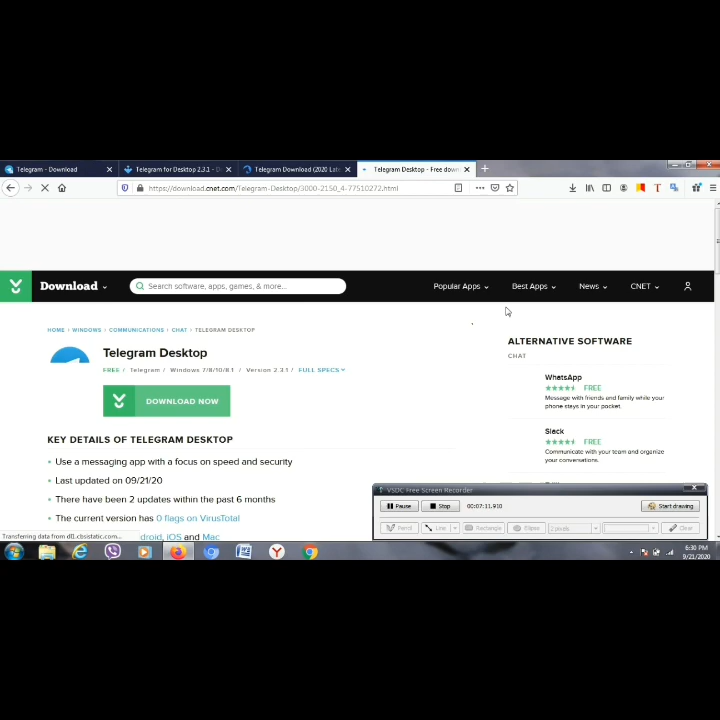 Telegram - Download
Telegram for Desktop 2.3.1 - D
Telegram Download (2020 Late
Telegram Desktop - Free down
https://download.cnet.com/Telegram-Desktop/3000-2150_4-77510272.html
Download
Search software, apps, games, & more...
Popular Apps
Best Apps
News
CNET
HOME › WINDOWS › COMMUNICATIONS › CHAT › TELEGRAM DESKTOP
Telegram Desktop
FREE / Telegram / Windows 7/8/10/8.1 / Version 2.3.1 / FULL SPECS
DOWNLOAD NOW
KEY DETAILS OF TELEGRAM DESKTOP
• Use a messaging app with a focus on speed and security
• Last updated on 09/21/20
• There have been 2 updates within the past 6 months
• The current version has 0 flags on VirusTotal
droid, iOS and Mac
Transferring data from dl1.cbsistatic.com...
ALTERNATIVE SOFTWARE
CHAT
WhatsApp
FREE
Message with friends and family while your
phone stays in your pocket.
Slack
FREE
Communicate with your team and organize
your conversations.
VSDC Free Screen Recorder
Pause
Stop
00:07:11.910
Start drawing
Pencil
Line
Rectangle
Ellipse
2 pixels
Clear
6:30 PM
9/21/2020